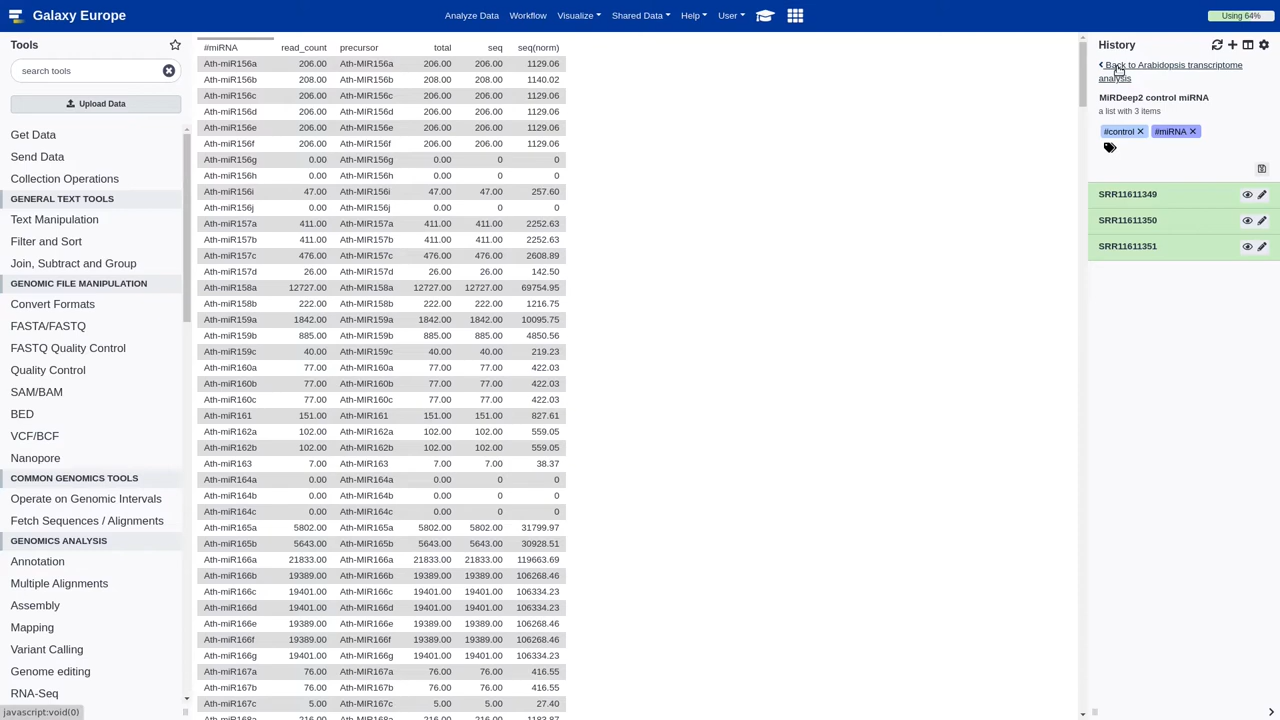 Galaxy Europe
Analyze Data Workflow Visualize Shared Data Help User
Using 64%
Tools
search tools
Upload Data
Get Data
Send Data
Collection Operations
GENERAL TEXT TOOLS
Text Manipulation
Filter and Sort
Join, Subtract and Group
GENOMIC FILE MANIPULATION
Convert Formats
FASTA/FASTQ
FASTQ Quality Control
Quality Control
SAM/BAM
BED
VCF/BCF
Nanopore
COMMON GENOMICS TOOLS
Operate on Genomic Intervals
Fetch Sequences / Alignments
GENOMICS ANALYSIS
Annotation
Multiple Alignments
Assembly
Mapping
Variant Calling
Genome editing
RNA-Seq
javascript:void(0)
#miRNA read_count precursor total seq seq(norm)
Ath-miR156a 206.00 Ath-MIR156a 206.00 206.00 1129.06
Ath-miR156b 208.00 Ath-MIR156b 208.00 208.00 1140.02
Ath-miR156c 206.00 Ath-MIR156c 206.00 206.00 1129.06
Ath-miR156d 206.00 Ath-MIR156d 206.00 206.00 1129.06
Ath-miR156e 206.00 Ath-MIR156e 206.00 206.00 1129.06
Ath-miR156f 206.00 Ath-MIR156f 206.00 206.00 1129.06
Ath-miR156g 0.00 Ath-MIR156g 0.00 0 0
Ath-miR156h 0.00 Ath-MIR156h 0.00 0 0
Ath-miR156i 47.00 Ath-MIR156i 47.00 47.00 257.60
Ath-miR156j 0.00 Ath-MIR156j 0.00 0 0
Ath-miR157a 411.00 Ath-MIR157a 411.00 411.00 2252.63
Ath-miR157b 411.00 Ath-MIR157b 411.00 411.00 2252.63
Ath-miR157c 476.00 Ath-MIR157c 476.00 476.00 2608.89
Ath-miR157d 26.00 Ath-MIR157d 26.00 26.00 142.50
Ath-miR158a 12727.00 Ath-MIR158a 12727.00 12727.00 69754.95
Ath-miR158b 222.00 Ath-MIR158b 222.00 222.00 1216.75
Ath-miR159a 1842.00 Ath-MIR159a 1842.00 1842.00 10095.75
Ath-miR159b 885.00 Ath-MIR159b 885.00 885.00 4850.56
Ath-miR159c 40.00 Ath-MIR159c 40.00 40.00 219.23
Ath-miR160a 77.00 Ath-MIR160a 77.00 77.00 422.03
Ath-miR160b 77.00 Ath-MIR160b 77.00 77.00 422.03
Ath-miR160c 77.00 Ath-MIR160c 77.00 77.00 422.03
Ath-miR161 151.00 Ath-MIR161 151.00 151.00 827.61
Ath-miR162a 102.00 Ath-MIR162a 102.00 102.00 559.05
Ath-miR162b 102.00 Ath-MIR162b 102.00 102.00 559.05
Ath-miR163 7.00 Ath-MIR163 7.00 7.00 38.37
Ath-miR164a 0.00 Ath-MIR164a 0.00 0 0
Ath-miR164b 0.00 Ath-MIR164b 0.00 0 0
Ath-miR164c 0.00 Ath-MIR164c 0.00 0 0
Ath-miR165a 5802.00 Ath-MIR165a 5802.00 5802.00 31799.97
Ath-miR165b 5643.00 Ath-MIR165b 5643.00 5643.00 30928.51
Ath-miR166a 21833.00 Ath-MIR166a 21833.00 21833.00 119663.69
Ath-miR166b 19389.00 Ath-MIR166b 19389.00 19389.00 106268.46
Ath-miR166c 19401.00 Ath-MIR166c 19401.00 19401.00 106334.23
Ath-miR166d 19401.00 Ath-MIR166d 19401.00 19401.00 106334.23
Ath-miR166e 19389.00 Ath-MIR166e 19389.00 19389.00 106268.46
Ath-miR166f 19389.00 Ath-MIR166f 19389.00 19389.00 106268.46
Ath-miR166g 19401.00 Ath-MIR166g 19401.00 19401.00 106334.23
Ath-miR167a 76.00 Ath-MIR167a 76.00 76.00 416.55
Ath-miR167b 76.00 Ath-MIR167b 76.00 76.00 416.55
Ath-miR167c 5.00 Ath-MIR167c 5.00 5.00 27.40
Ath-miR168a 216.00 Ath-MIR168a 216.00 216.00 1183.87
History
Back to Arabidopsis transcriptome
analysis
MiRDeep2 control miRNA
a list with 3 items
#control #miRNA
SRR11611349
SRR11611350
SRR11611351